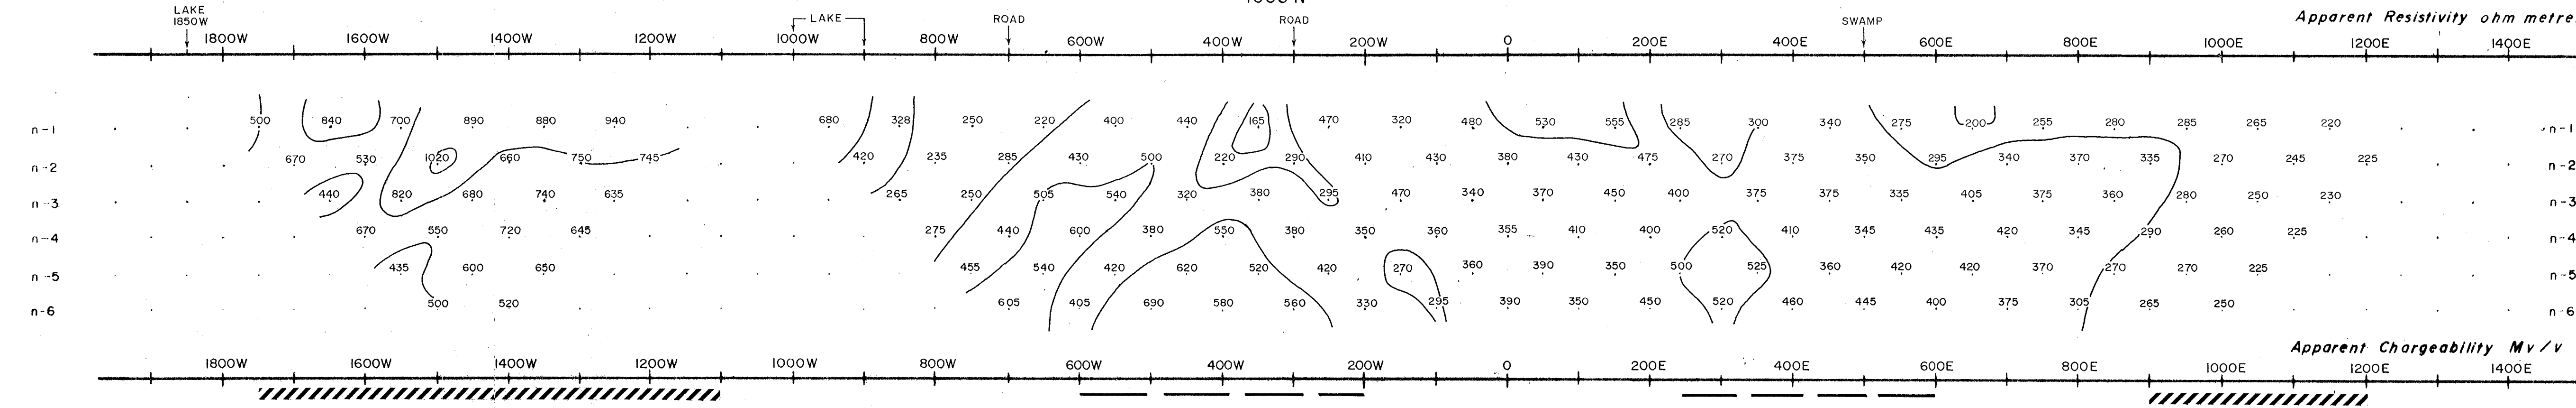 LAKE
1850W
LAKE
ROAD
ROAD
SWAMP
Apparent Resistivity ohm metre
1800W 1600W 1400W 1200W 1000W 800W 600W 400W 200W 0 200E 400E 600E 800E 1000E 1200E 1400E
n-1 500 840 700 890 880 940 680 328 250 220 400 440 165 470 320 480 530 555 285 300 340 275 200 255 280 285 265 220 n-1
n-2 670 530 1020 660 750 745 420 235 285 430 500 220 290 410 430 380 430 475 270 375 350 295 340 370 335 270 245 225 n-2
n-3 440 820 680 740 635 265 250 505 540 320 380 295 470 340 370 450 400 375 375 335 405 375 360 280 250 230 n-3
n-4 670 550 720 645 275 440 600 380 550 380 350 360 355 410 400 520 410 345 435 420 345 290 260 225 n-4
n-5 435 600 650 455 540 420 620 520 420 270 360 390 350 500 525 360 420 420 370 270 270 225 n-5
n-6 500 520 605 405 690 580 560 330 295 390 350 450 520 460 445 400 375 305 265 250 n-6
Apparent Chargeability Mv/v
1800W 1600W 1400W 1200W 1000W 800W 600W 400W 200W 0 200E 400E 600E 800E 1000E 1200E 1400E